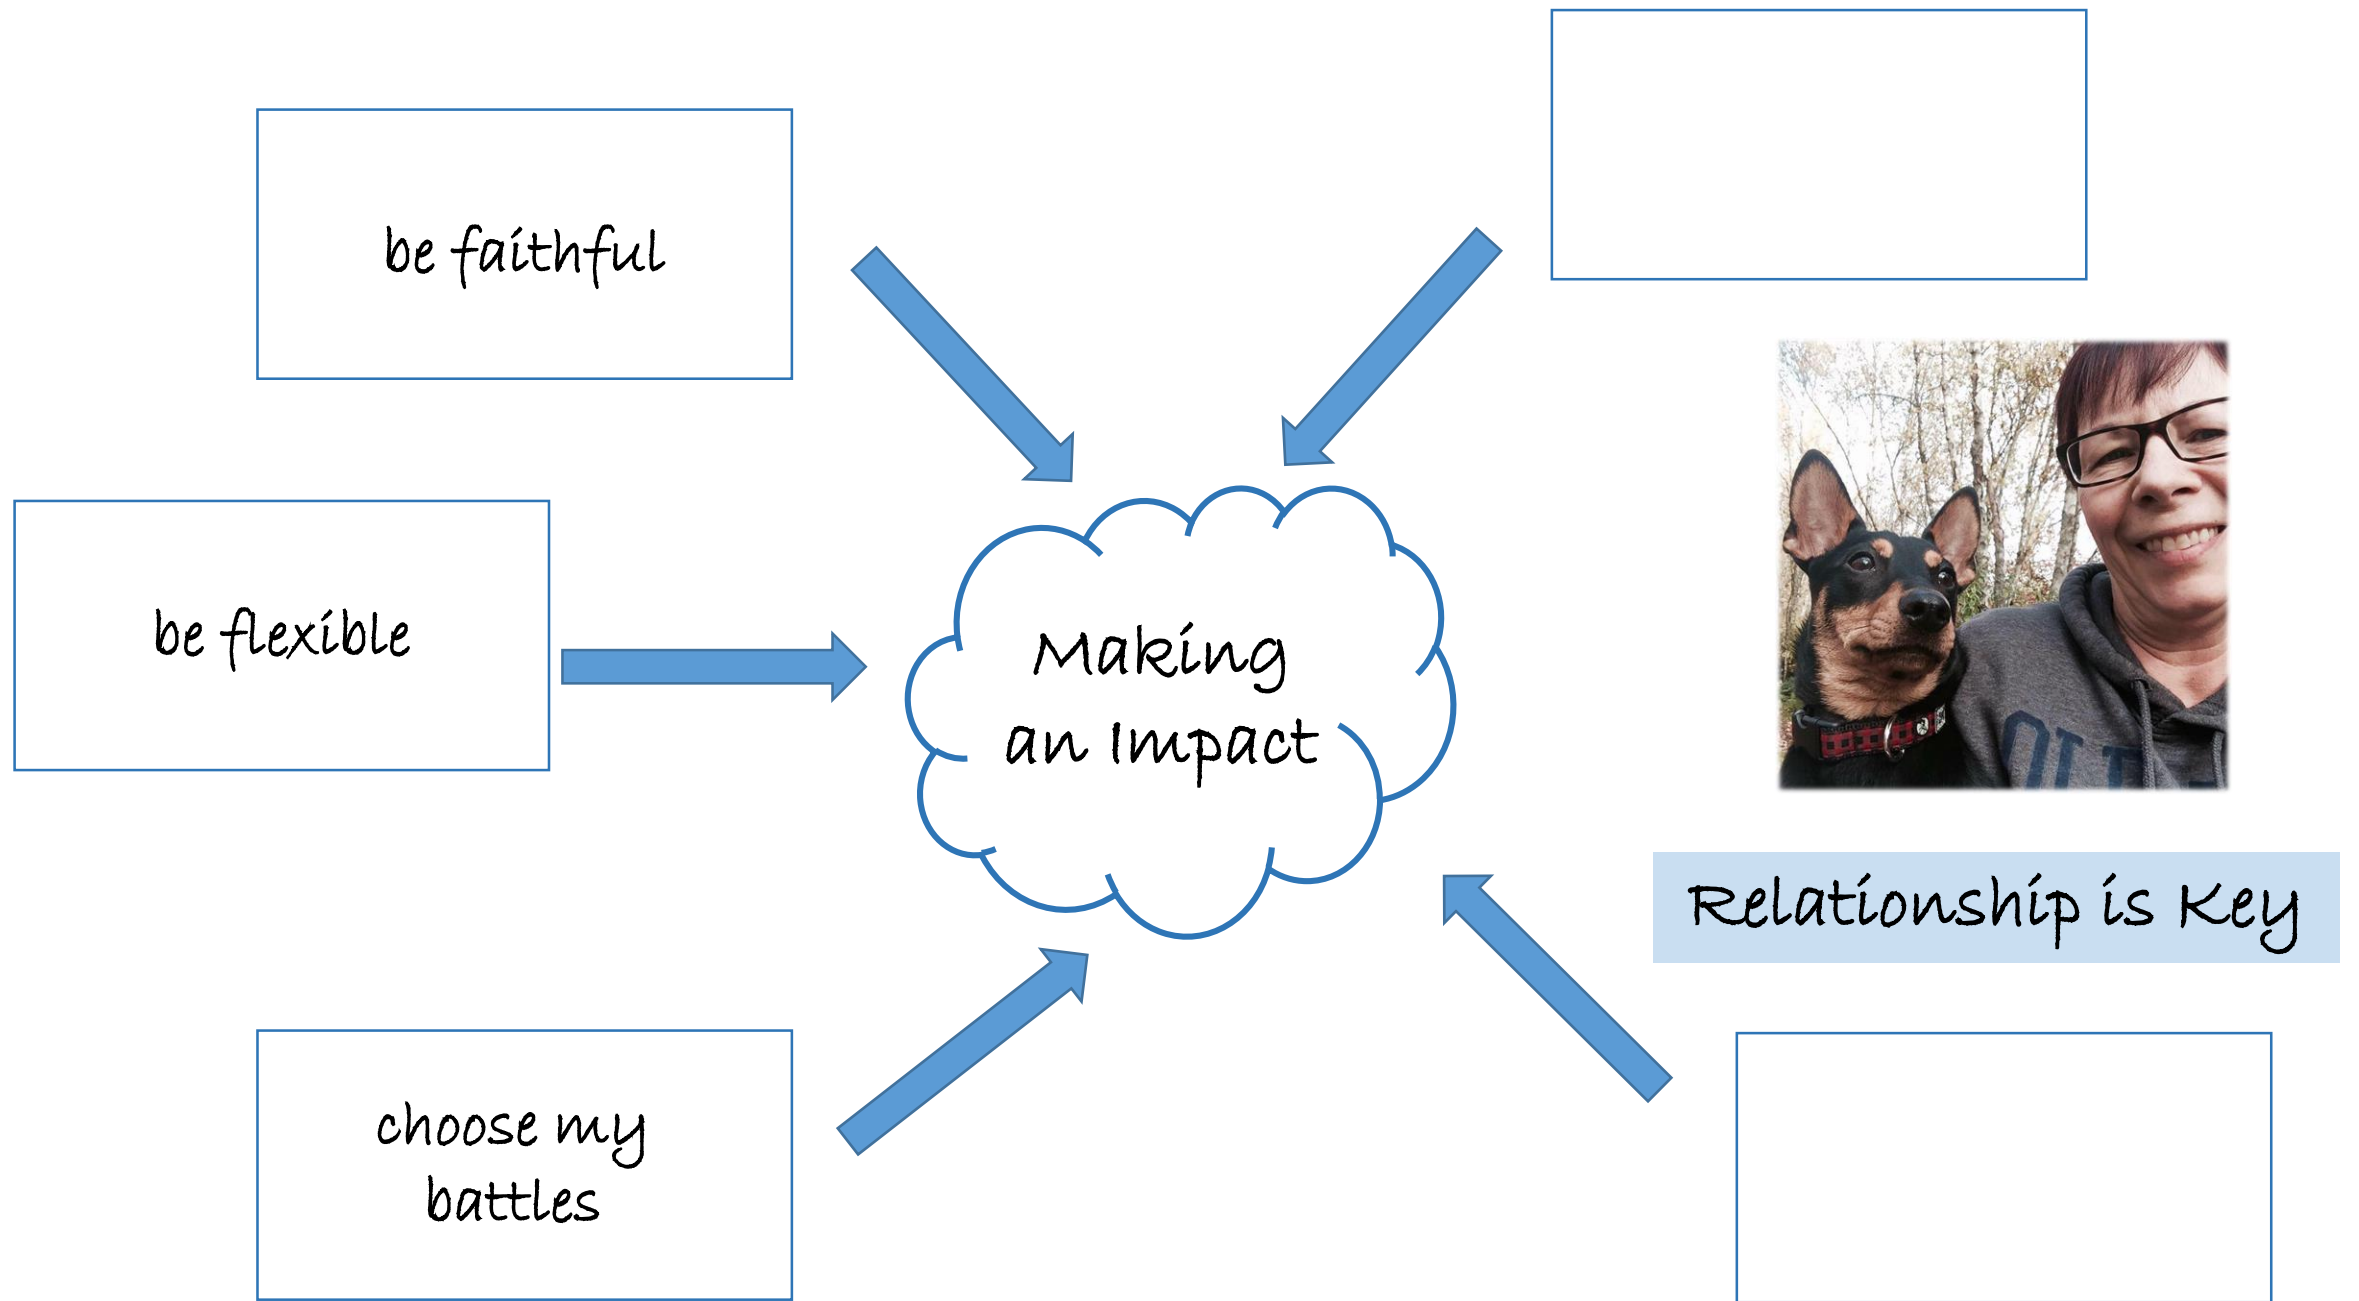 be faithful
be flexible
Making
an Impact
Relationship is Key
choose my
battles